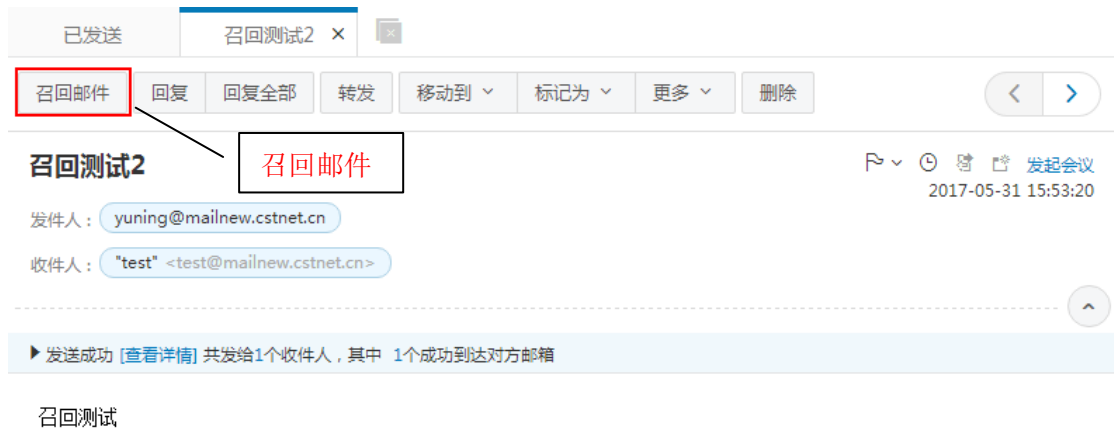 已发送 召回测试2 ×
召回邮件 回复 回复全部 转发 移动到 标记为 更多 删除
召回邮件
召回测试2
发起会议
2017-05-31 15:53:20
发件人： yuning@mailnew.cstnet.cn
收件人： "test" <test@mailnew.cstnet.cn>
发送成功 [查看详情] 共发给1个收件人，其中 1个成功到达对方邮箱
召回测试